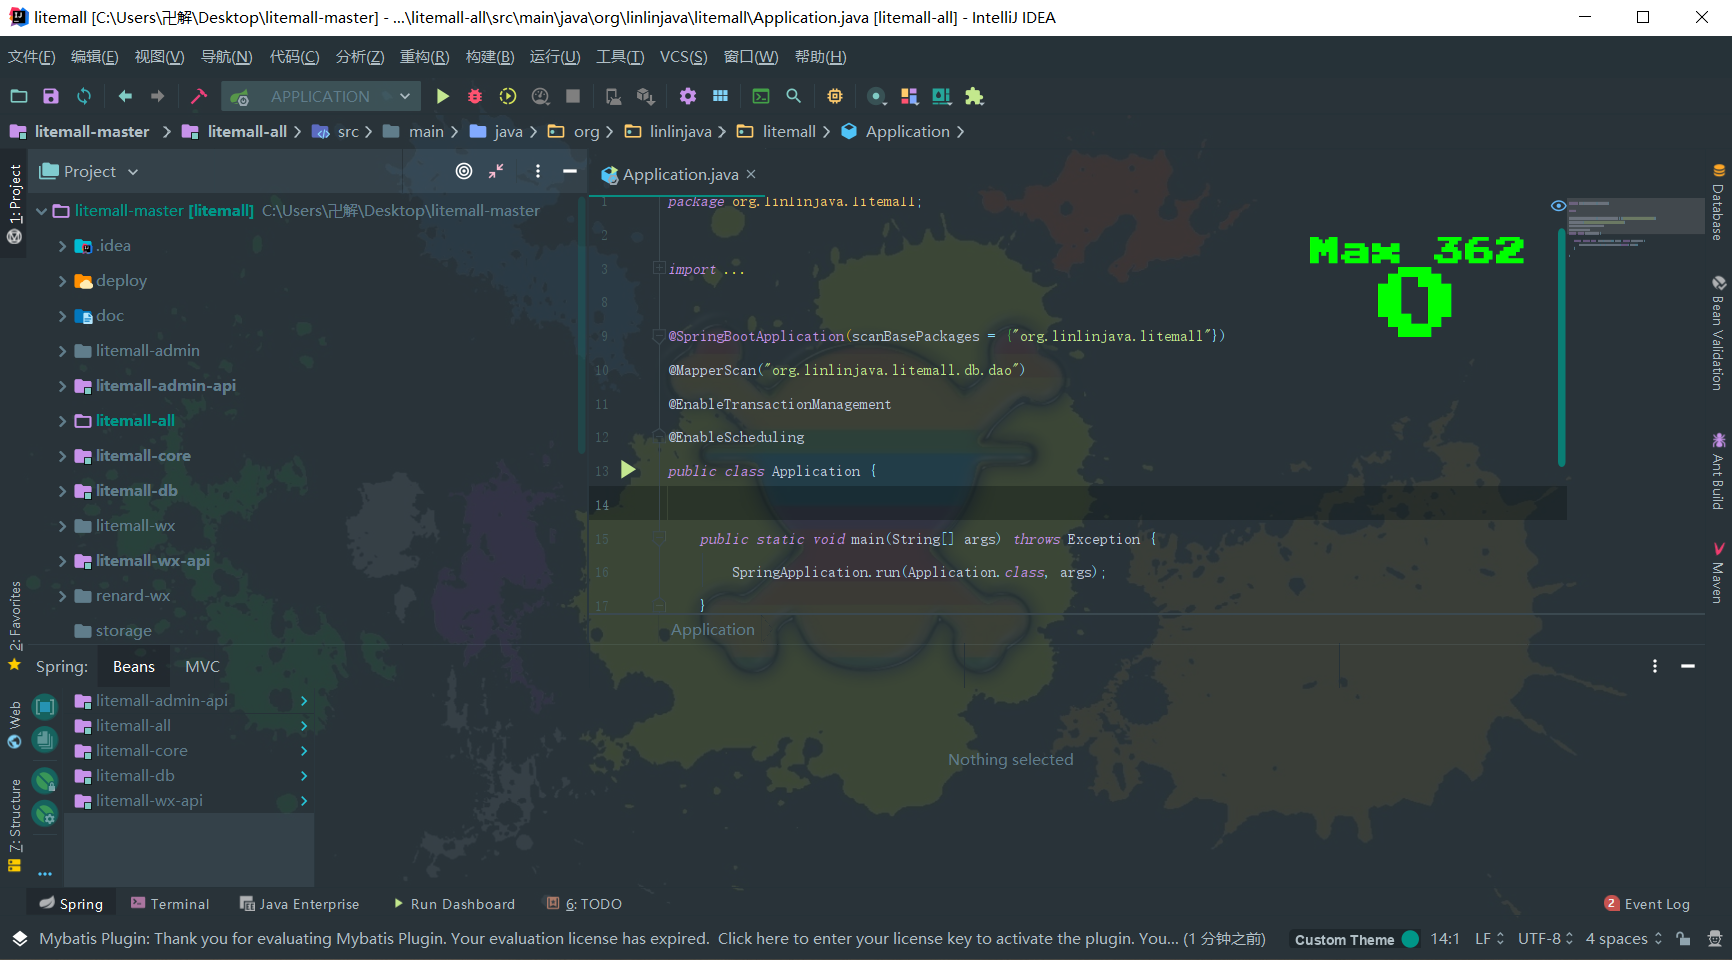 litemall [C:\Users\卍解\Desktop\litemall-master] - ...\litemall-all\src\main\java\org\linlinjava\litemall\Application.java [litemall-all] - IntelliJ IDEA
文件(F) 编辑(E) 视图(V) 导航(N) 代码(C) 分析(Z) 重构(R) 构建(B) 运行(U) 工具(T) VCS(S) 窗口(W) 帮助(H)
APPLICATION
litemall-master litemall-all src main java org linlinjava litemall Application
1: Project
2: Favorites
Web
7: Structure
Project
litemall-master [litemall] C:\Users\卍解\Desktop\litemall-master
.idea
deploy
doc
litemall-admin
litemall-admin-api
litemall-all
litemall-core
litemall-db
litemall-wx
litemall-wx-api
renard-wx
storage
Application.java
1 package org.linlinjava.litemall;
2
3 import ...
8
9 @SpringBootApplication(scanBasePackages = {"org.linlinjava.litemall"})
10 @MapperScan("org.linlinjava.litemall.db.dao")
11 @EnableTransactionManagement
12 @EnableScheduling
13 public class Application {
14
15 public static void main(String[] args) throws Exception {
16 SpringApplication.run(Application.class, args);
17 }
Application
Max 362
0
Database
Bean Validation
Ant Build
Maven
Spring: Beans MVC
litemall-admin-api
litemall-all
litemall-core
litemall-db
litemall-wx-api
Nothing selected
Spring Terminal Java Enterprise Run Dashboard 6: TODO 2 Event Log
Mybatis Plugin: Thank you for evaluating Mybatis Plugin. Your evaluation license has expired. Click here to enter your license key to activate the plugin. You... (1 分钟之前) Custom Theme 14:1 LF UTF-8 4 spaces